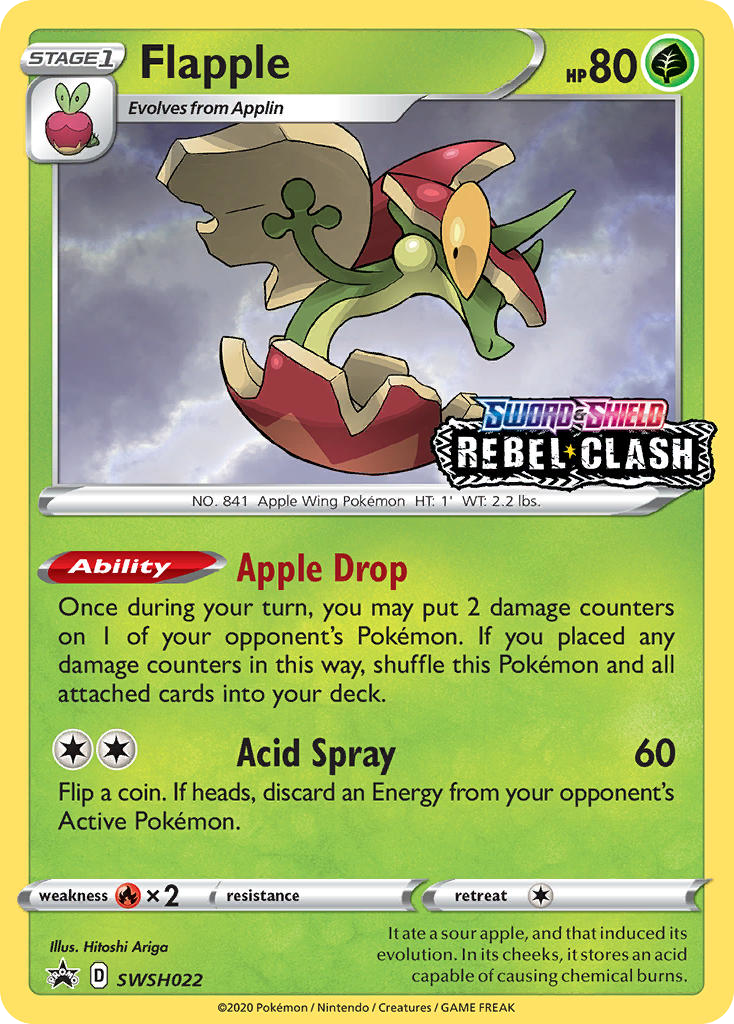 STAGE1
Flapple
HP80
Evolves from Applin
SWORD & SHIELD
REBEL CLASH
NO. 841 Apple Wing Pokémon HT: 1' WT: 2.2 lbs.
Ability Apple Drop
Once during your turn, you may put 2 damage counters
on 1 of your opponent's Pokémon. If you placed any
damage counters in this way, shuffle this Pokémon and all
attached cards into your deck.
Acid Spray 60
Flip a coin. If heads, discard an Energy from your opponent's
Active Pokémon.
weakness ×2 resistance retreat
Illus. Hitoshi Ariga
It ate a sour apple, and that induced its
evolution. In its cheeks, it stores an acid
capable of causing chemical burns.
PROMO D SWSH022
©2020 Pokémon / Nintendo / Creatures / GAME FREAK